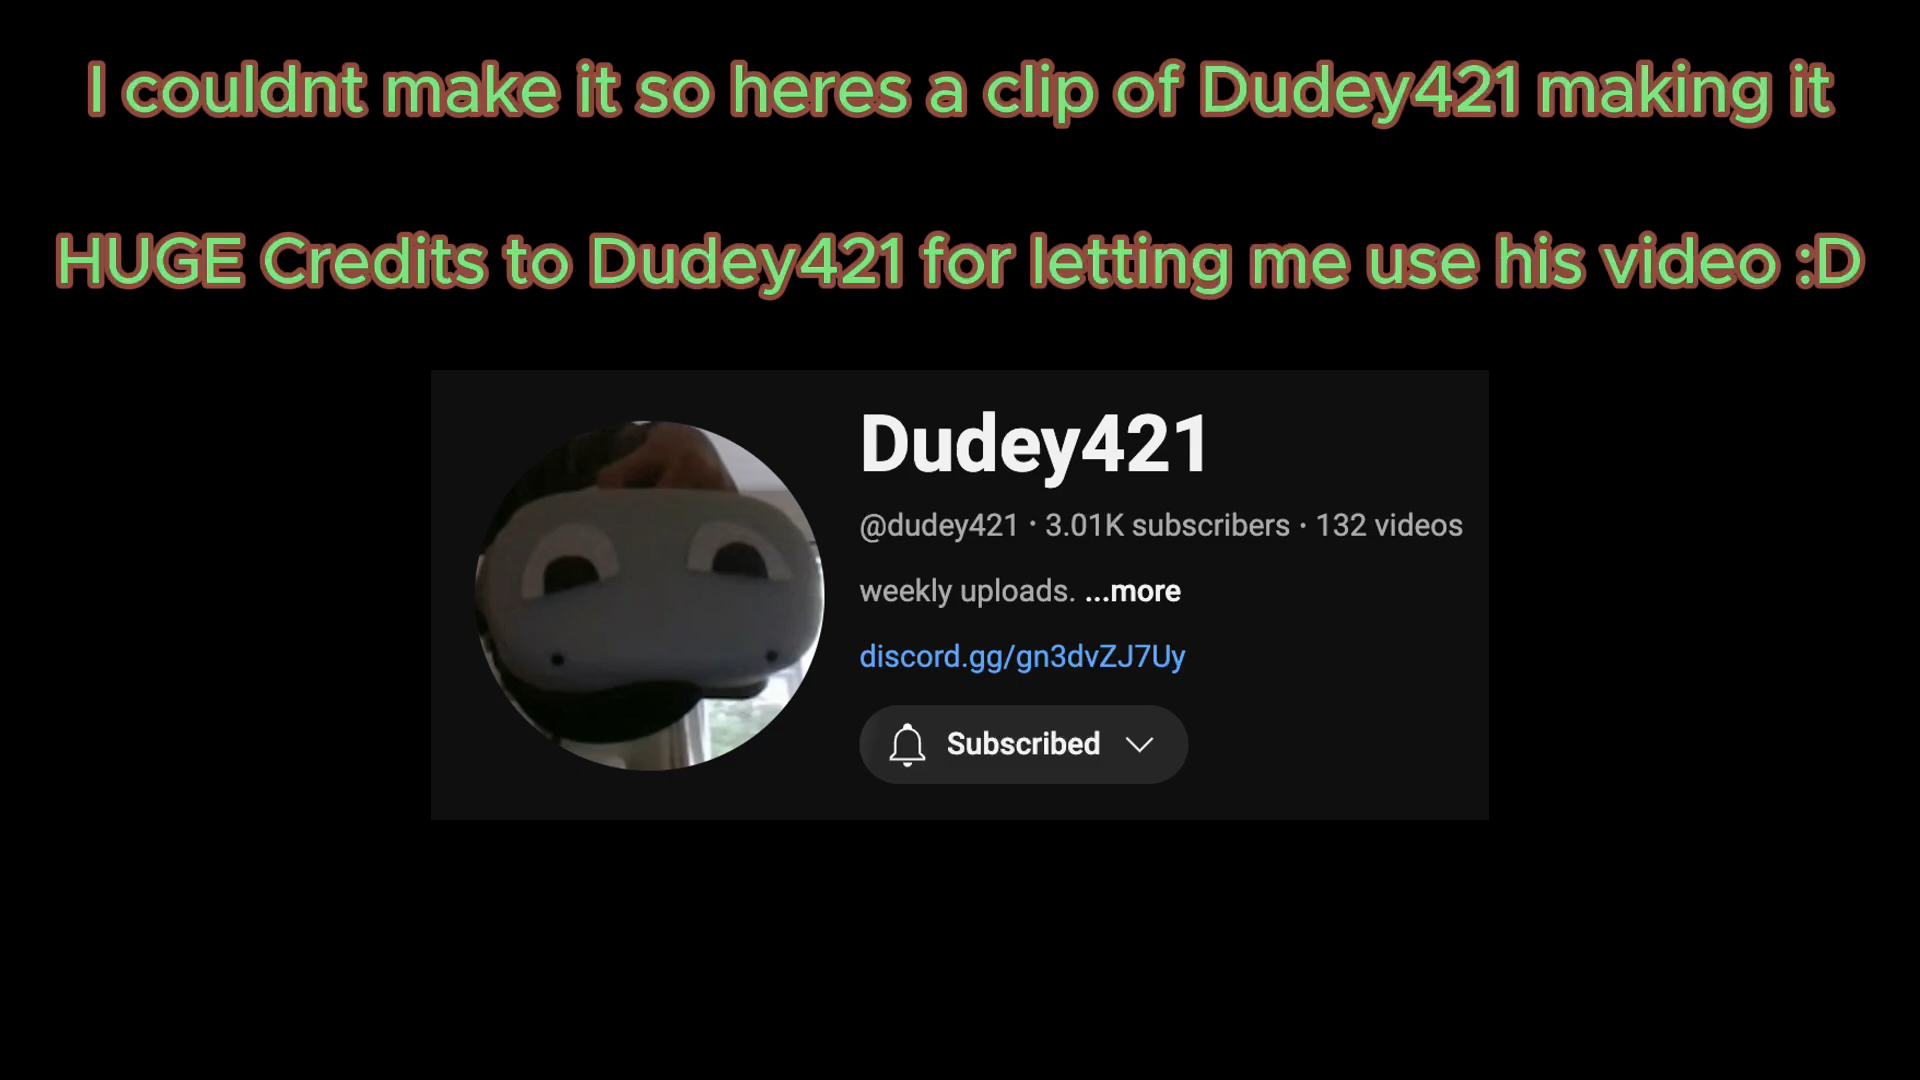 I couldnt make it so heres a clip of Dudey421 making it
HUGE Credits to Dudey421 for letting me use his video :D
Dudey421
@dudey421 · 3.01K subscribers · 132 videos
weekly uploads. ...more
discord.gg/gn3dvZJ7Uy
Subscribed